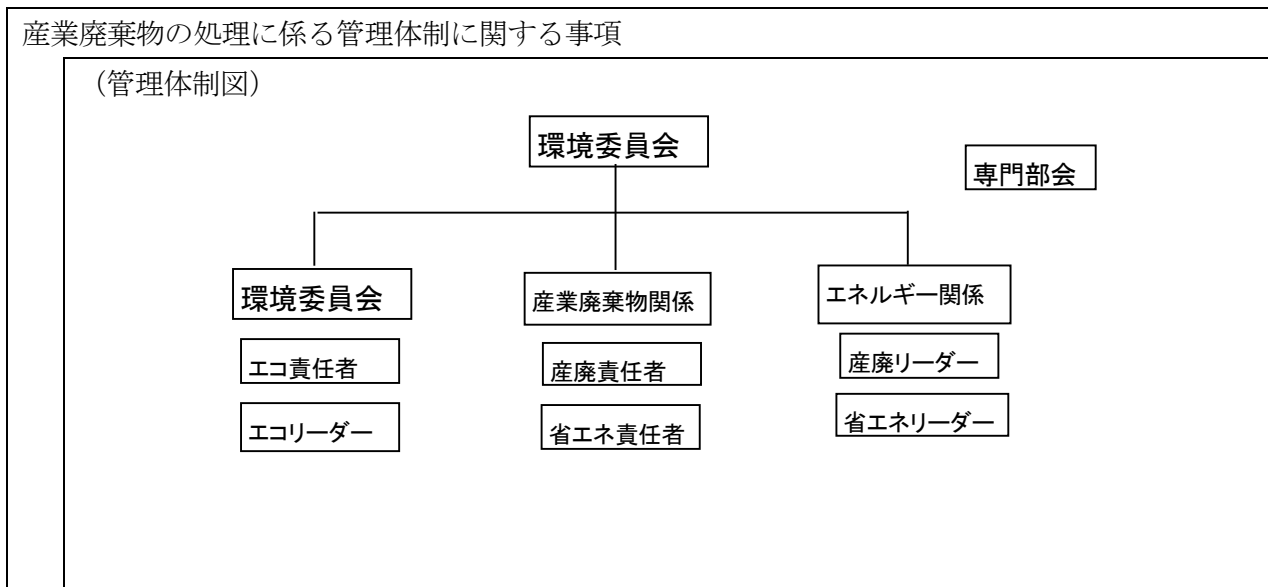 産業廃棄物の処理に係る管理体制に関する事項
（管理体制図）
環境委員会
専門部会
環境委員会
産業廃棄物関係
エネルギー関係
エコ責任者
産廃責任者
産廃リーダー
エコリーダー
省エネ責任者
省エネリーダー